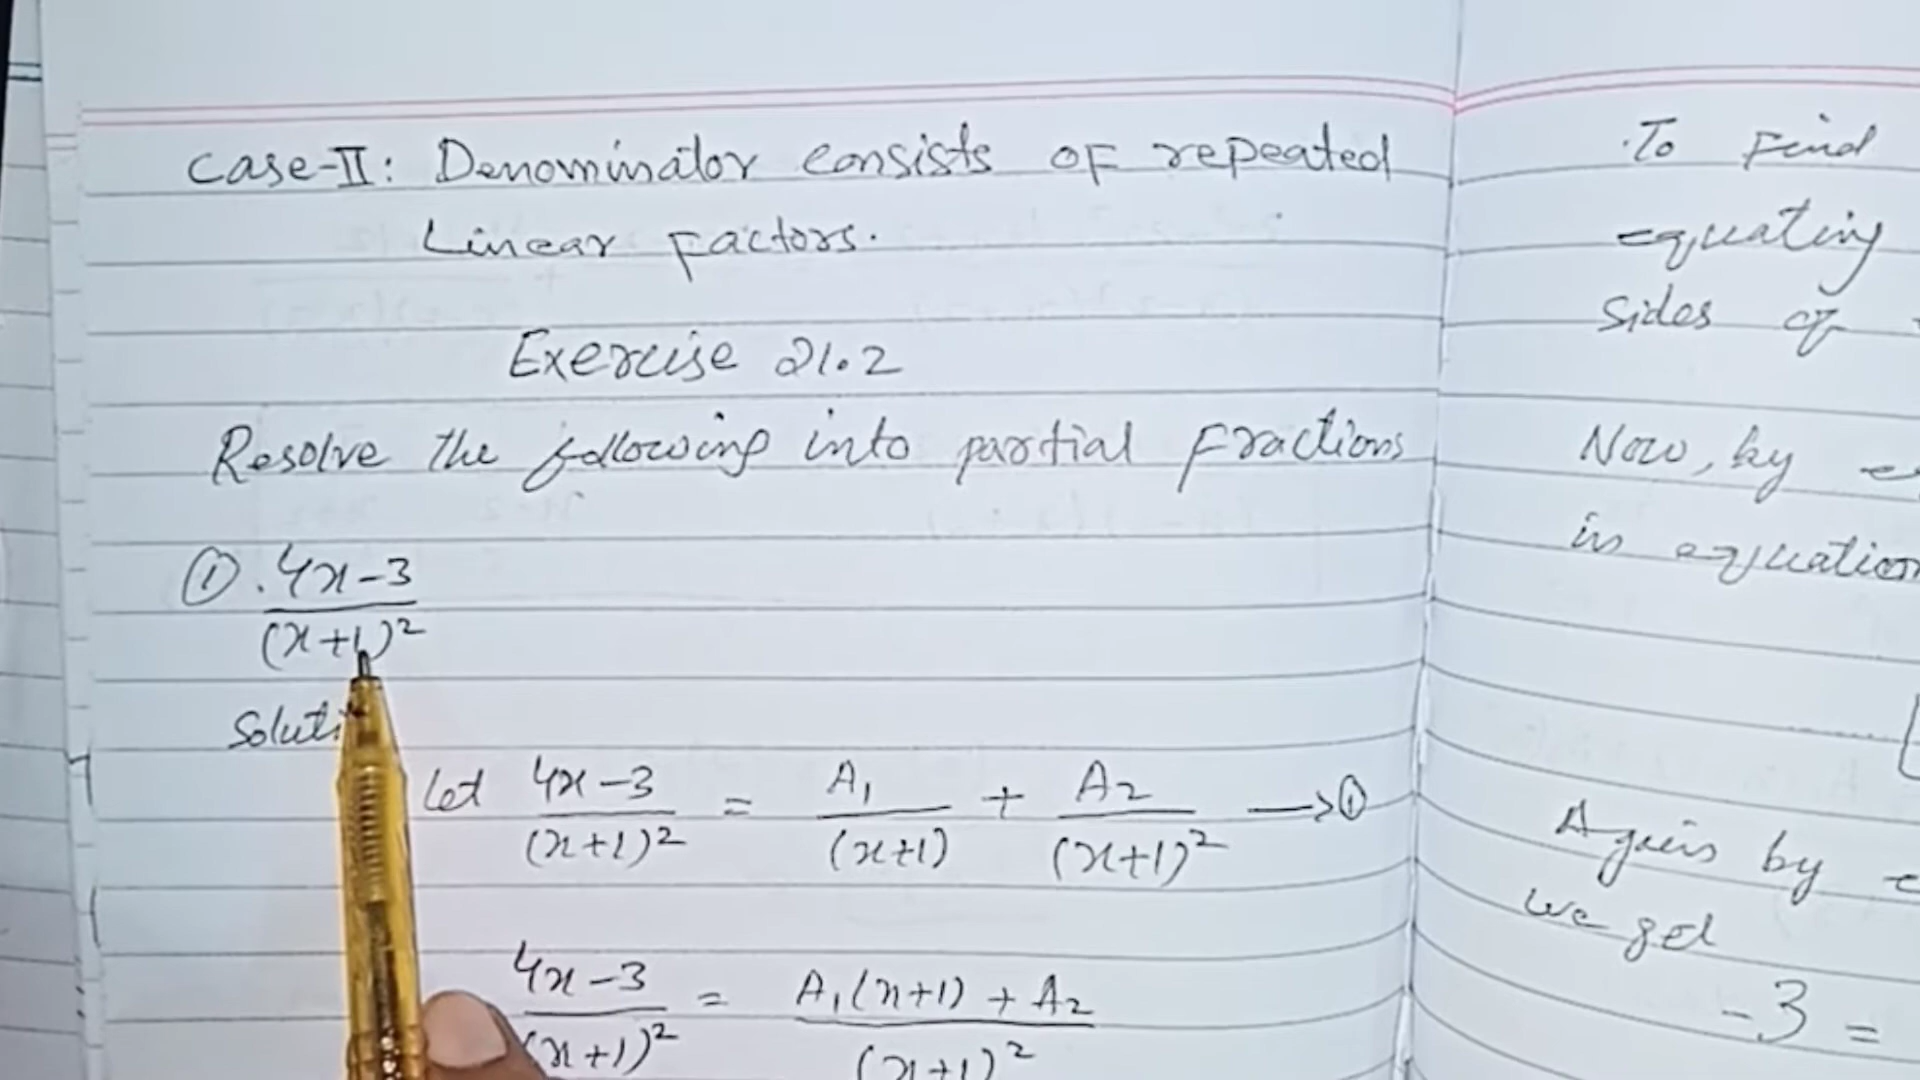 Case-II: Denominator consists of repeated
Linear factors.
Exercise 21.2
Resolve the following into partial fractions
① . 4x-3
(x+1)²
Soluti
Let 4x-3 / (x+1)² = A₁ / (x+1) + A₂ / (x+1)² → ①
4x-3 / (x+1)² = A₁(x+1) + A₂ / (x+1)²
To Find
equating
sides of
Now, by
in equation
Again by
we get
-3 =